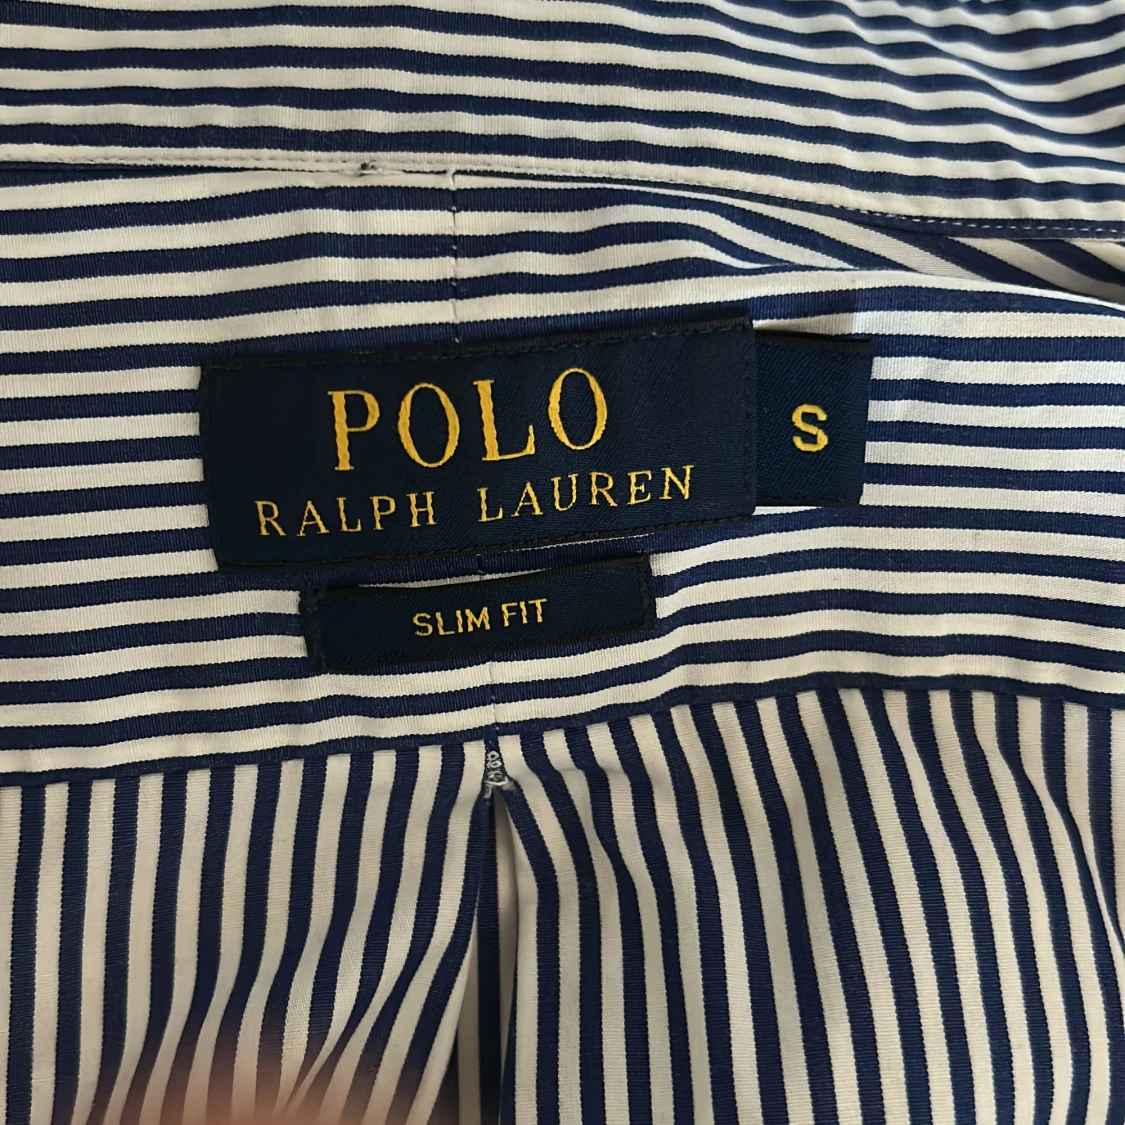 POLO
RALPH LAUREN
S
SLIM FIT